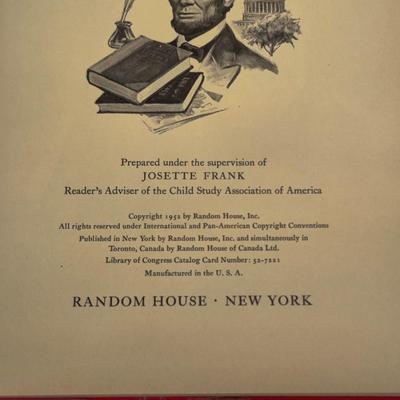 Prepared under the supervision of
JOSETTE FRANK
Reader's Adviser of the Child Study Association of America
Copyright 1952 by Random House, Inc.
All rights reserved under International and Pan-American Copyright Conventions
Published in New York by Random House, Inc. and simultaneously in
Toronto, Canada by Random House of Canada Ltd.
Library of Congress Catalog Card Number: 52-7221
Manufactured in the U. S. A.
RANDOM HOUSE · NEW YORK